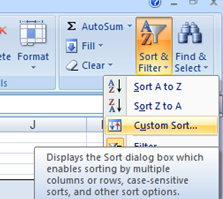 AutoSum
Fill
Clear
Format
Sort & Filter
Find & Select
Sort A to Z
Sort Z to A
Custom Sort...
Filter
J
Displays the Sort dialog box which
enables sorting by multiple
columns or rows, case-sensitive
sorts, and other sort options.